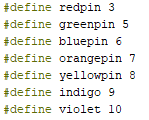 #define redpin 3
#define greenpin 5
#define bluepin 6
#define orangepin 7
#define yellowpin 8
#define indigo 9
#define violet 10